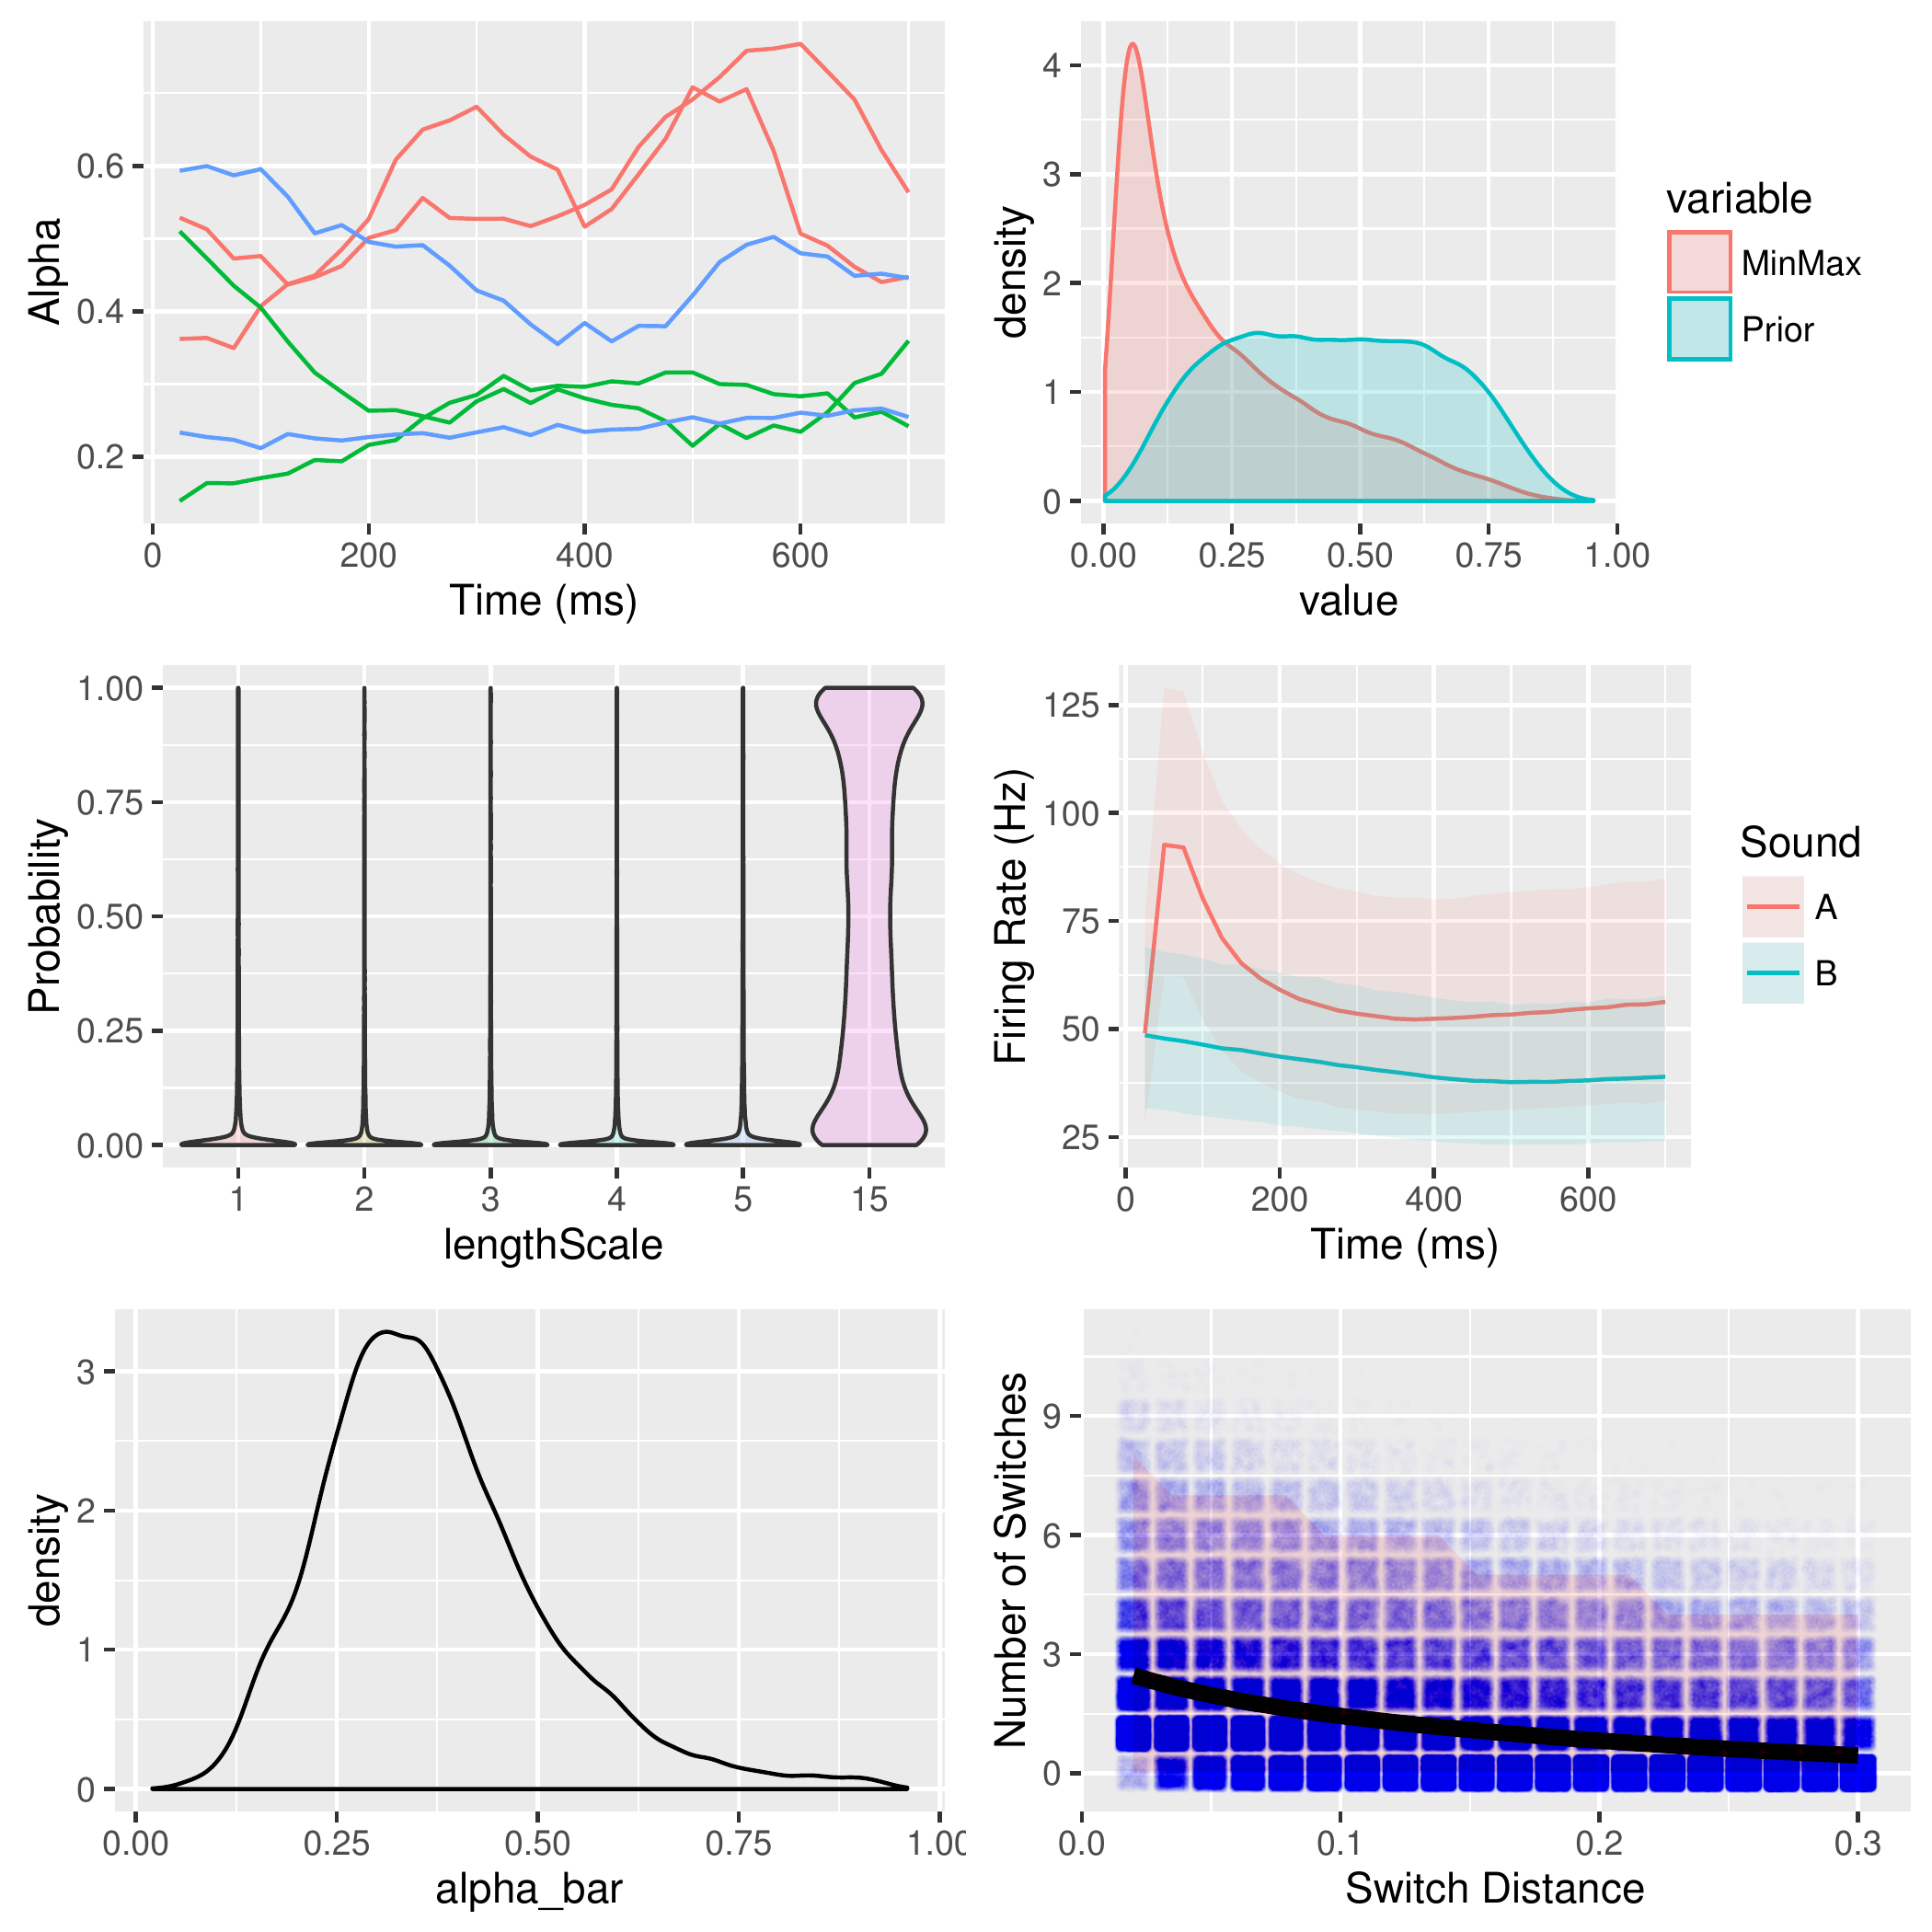 Alpha
0.6
0.4
0.2
0 200 400 600
Time (ms)
density
4
3
2
1
0
0.00 0.25 0.50 0.75 1.00
value
variable
MinMax
Prior
Probability
1.00
0.75
0.50
0.25
0.00
1 2 3 4 5 15
lengthScale
Firing Rate (Hz)
125
100
75
50
25
0 200 400 600
Time (ms)
Sound
A
B
density
3
2
1
0
0.00 0.25 0.50 0.75 1.00
alpha_bar
Number of Switches
9
6
3
0
0.0 0.1 0.2 0.3
Switch Distance